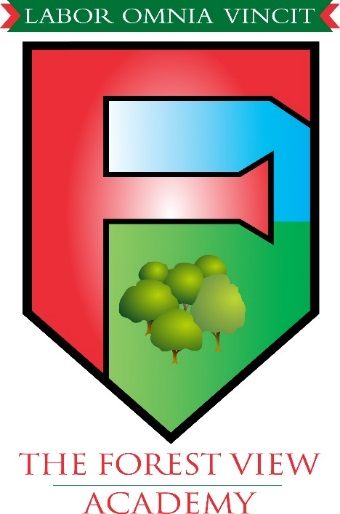 LABOR OMNIA VINCIT
THE FOREST VIEW
ACADEMY